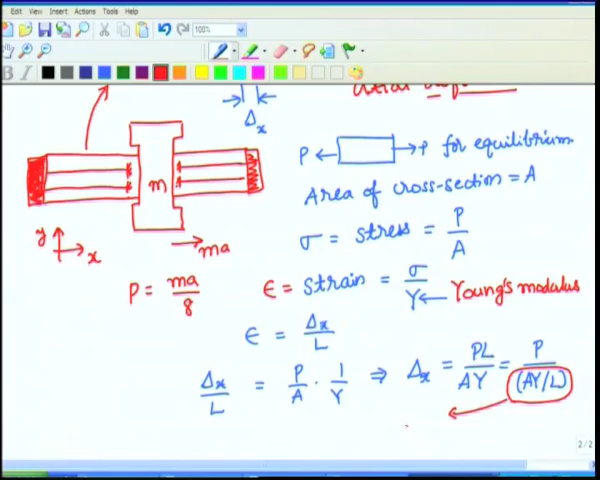 Edit View Insert Actions Tools Help
100%
B I
axial
Δx
P ← → P for equilibrium
m
Area of cross-section = A
y
x
ma
σ = stress = P/A
P = ma/8
ε = strain = σ/Y ← Young's modulus
ε = Δx/L
Δx/L = P/A · 1/Y ⇒ Δx = PL/AY = P/(AY/L)
2/2